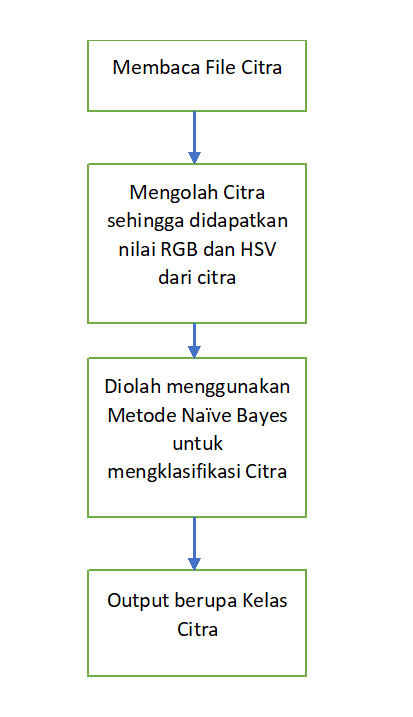 Membaca File Citra
Mengolah Citra
sehingga didapatkan
nilai RGB dan HSV
dari citra
Diolah menggunakan
Metode Naïve Bayes
untuk
mengklasifikasi Citra
Output berupa Kelas
Citra